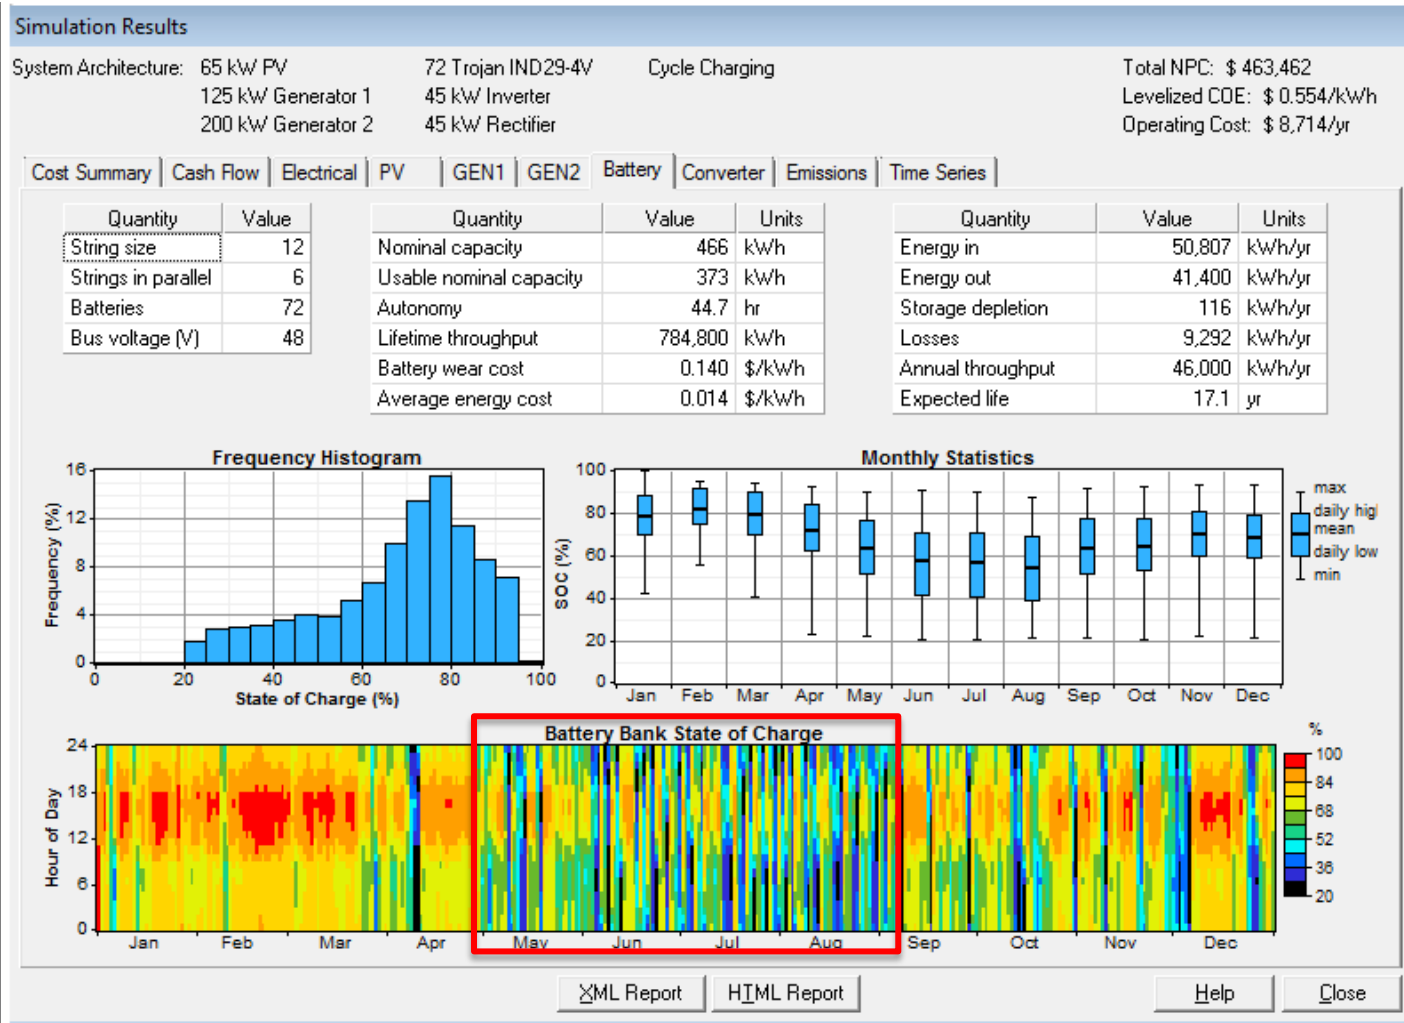 Simulation Results
System Architecture: 65 kW PV 72 Trojan IND29-4V Cycle Charging Total NPC: $ 463,462
125 kW Generator 1 45 kW Inverter Levelized COE: $ 0.554/kWh
200 kW Generator 2 45 kW Rectifier Operating Cost: $ 8,714/yr
Cost Summary Cash Flow Electrical PV GEN1 GEN2 Battery Converter Emissions Time Series
Quantity Value Quantity Value Units Quantity Value Units
String size 12 Nominal capacity 466 kWh Energy in 50,807 kWh/yr
Strings in parallel 6 Usable nominal capacity 373 kWh Energy out 41,400 kWh/yr
Batteries 72 Autonomy 44.7 hr Storage depletion 116 kWh/yr
Bus voltage (V) 48 Lifetime throughput 784,800 kWh Losses 9,292 kWh/yr
Battery wear cost 0.140 $/kWh Annual throughput 46,000 kWh/yr
Average energy cost 0.014 $/kWh Expected life 17.1 yr
Frequency Histogram
16
12
8
4
0
Frequency (%)
0 20 40 60 80 100
State of Charge (%)
Monthly Statistics
100
80
60
40
20
0
SOC (%)
Jan Feb Mar Apr May Jun Jul Aug Sep Oct Nov Dec
max
daily hig
mean
daily low
min
Battery Bank State of Charge
24
18
12
6
0
Hour of Day
Jan Feb Mar Apr May Jun Jul Aug Sep Oct Nov Dec
%
100
84
68
52
36
20
XML Report HTML Report Help Close